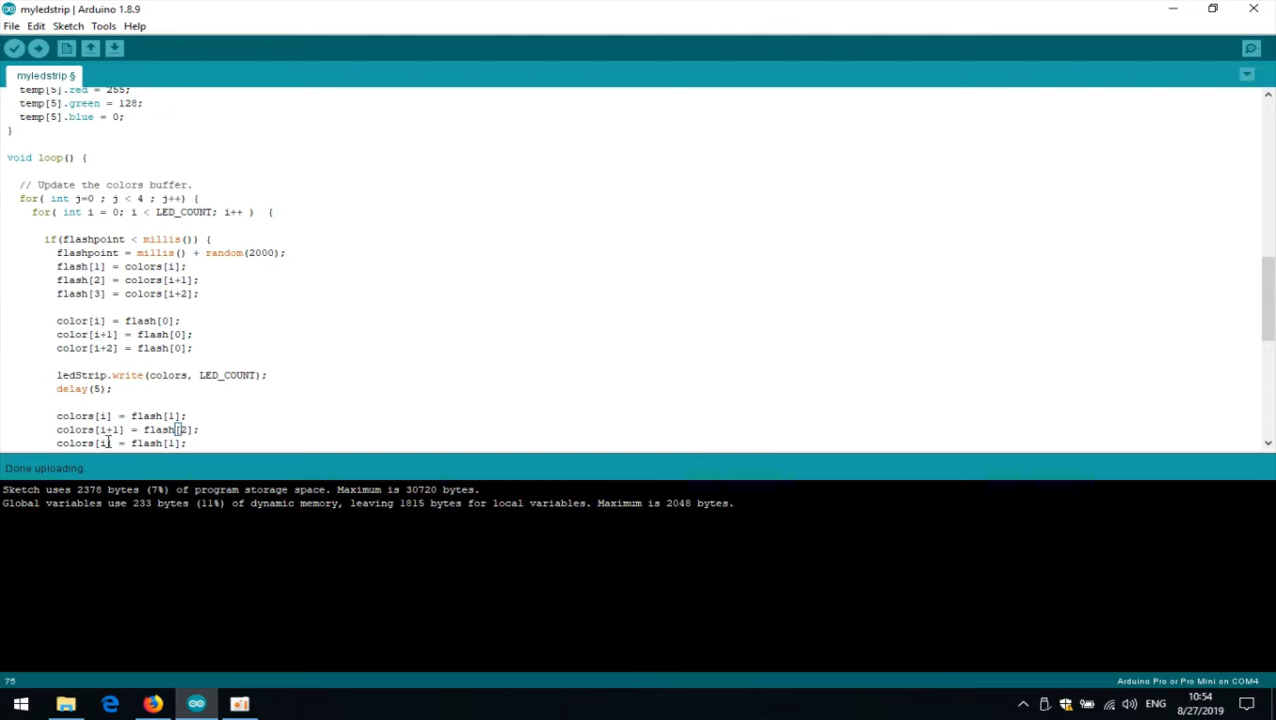 myledstrip | Arduino 1.8.9
File Edit Sketch Tools Help
myledstrip §
temp[5].red = 255;
temp[5].green = 128;
temp[5].blue = 0;
}
void loop() {
// Update the colors buffer.
for( int j=0 ; j < 4 ; j++) {
for( int i = 0; i < LED_COUNT; i++ ) {
if(flashpoint < millis()) {
flashpoint = millis() + random(2000);
flash[1] = colors[i];
flash[2] = colors[i+1];
flash[3] = colors[i+2];
color[i] = flash[0];
color[i+1] = flash[0];
color[i+2] = flash[0];
ledStrip.write(colors, LED_COUNT);
delay(5);
colors[i] = flash[1];
colors[i+1] = flash[2];
colors[i] = flash[1];
Done uploading.
Sketch uses 2378 bytes (7%) of program storage space. Maximum is 30720 bytes.
Global variables use 233 bytes (11%) of dynamic memory, leaving 1815 bytes for local variables. Maximum is 2048 bytes.
75 Arduino Pro or Pro Mini on COM4
ENG 10:54
8/27/2019